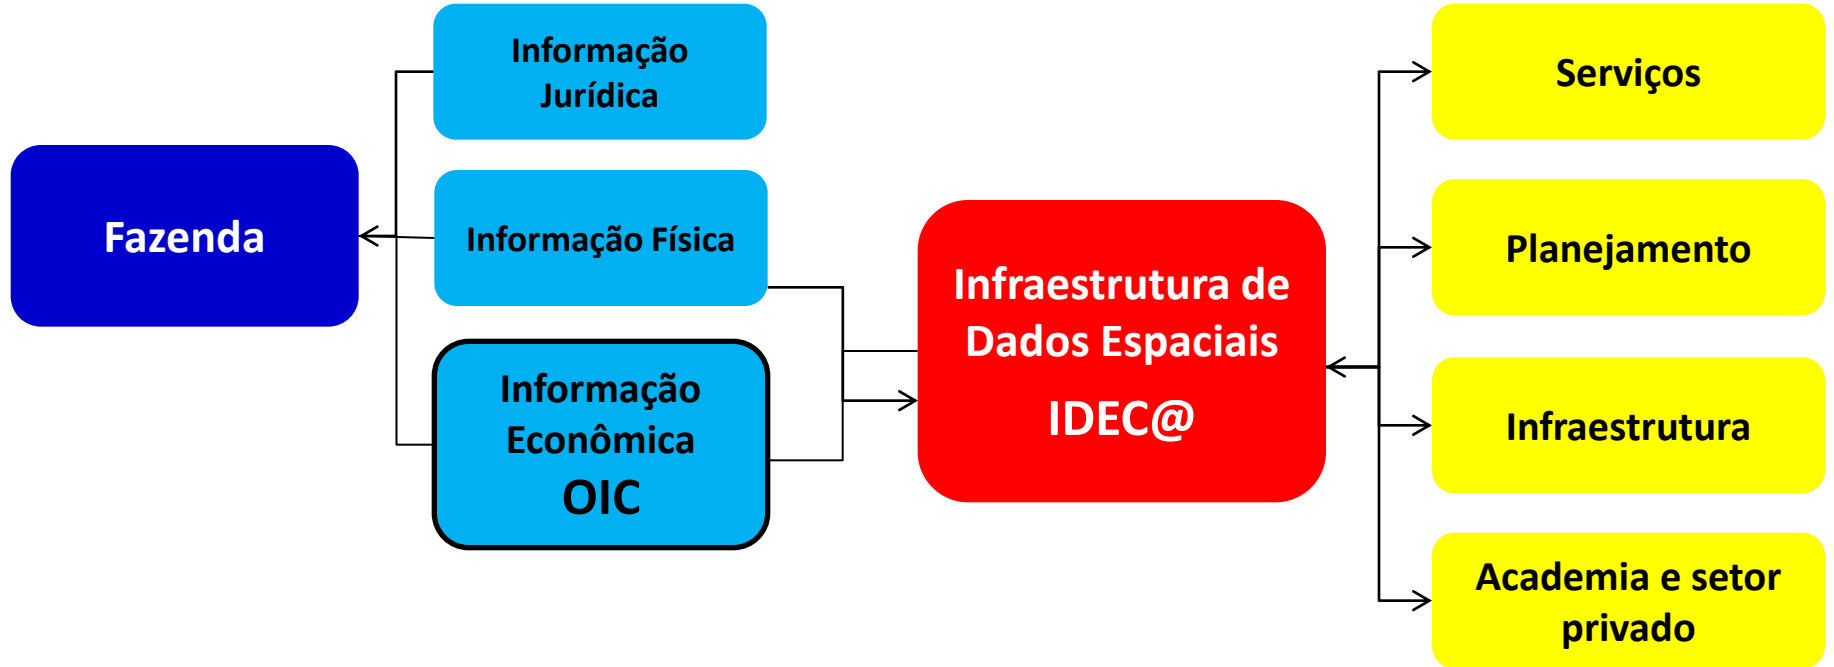 Fazenda
Informação
Jurídica
Informação Física
Informação
Econômica
OIC
Infraestrutura de
Dados Espaciais
IDEC@
Serviços
Planejamento
Infraestrutura
Academia e setor
privado